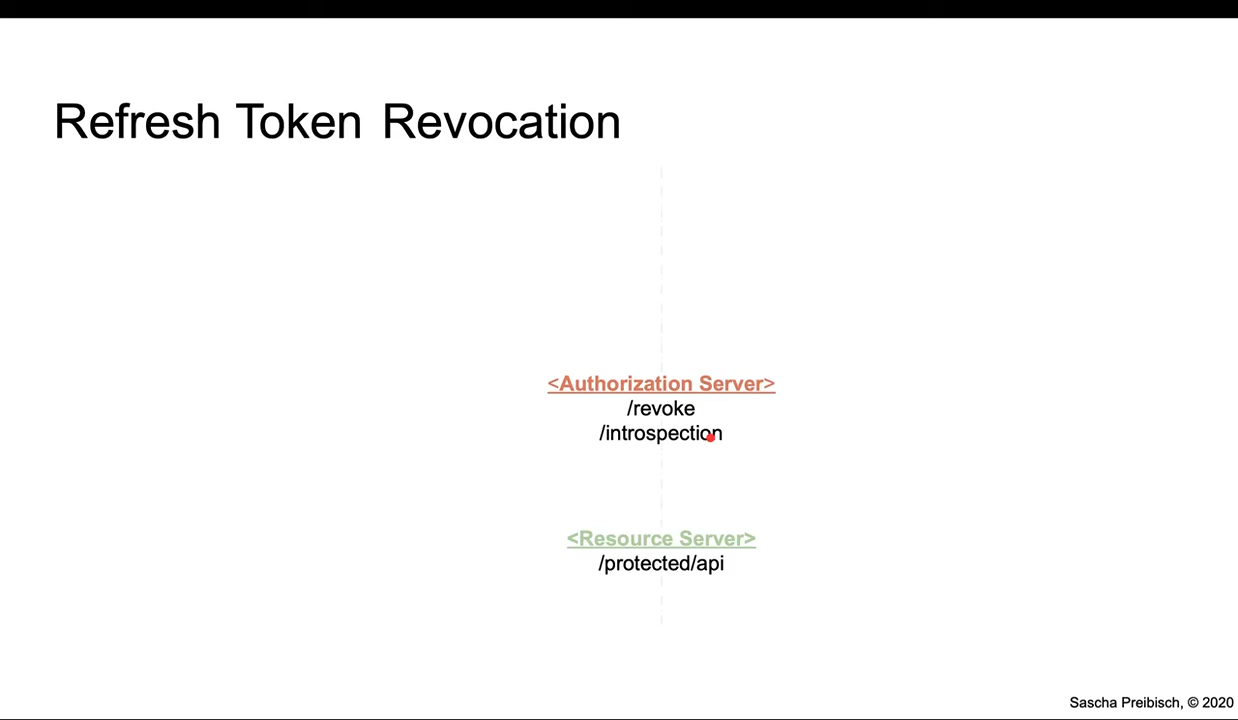 Refresh Token Revocation
<Authorization Server>
/revoke
/introspection
<Resource Server>
/protected/api
Sascha Preibisch, © 2020